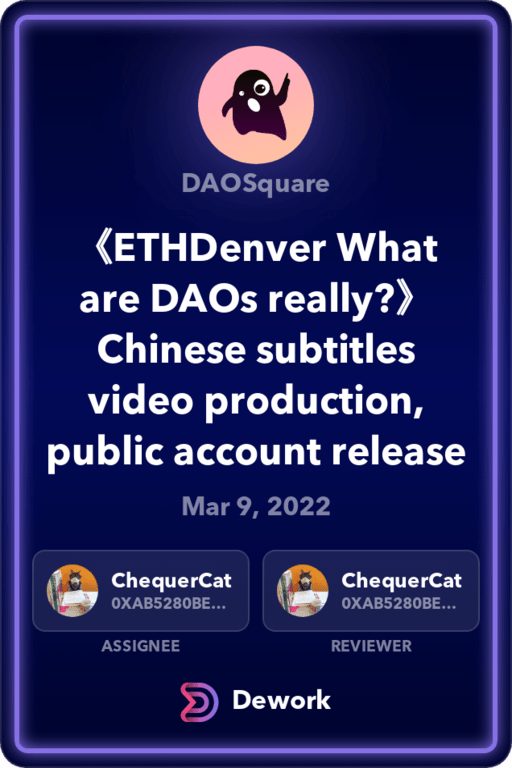 DAOSquare
《ETHDenver What
are DAOs really?》
Chinese subtitles
video production,
public account release
Mar 9, 2022
ChequerCat
0XAB5280BE...
ASSIGNEE
ChequerCat
0XAB5280BE...
REVIEWER
Dework